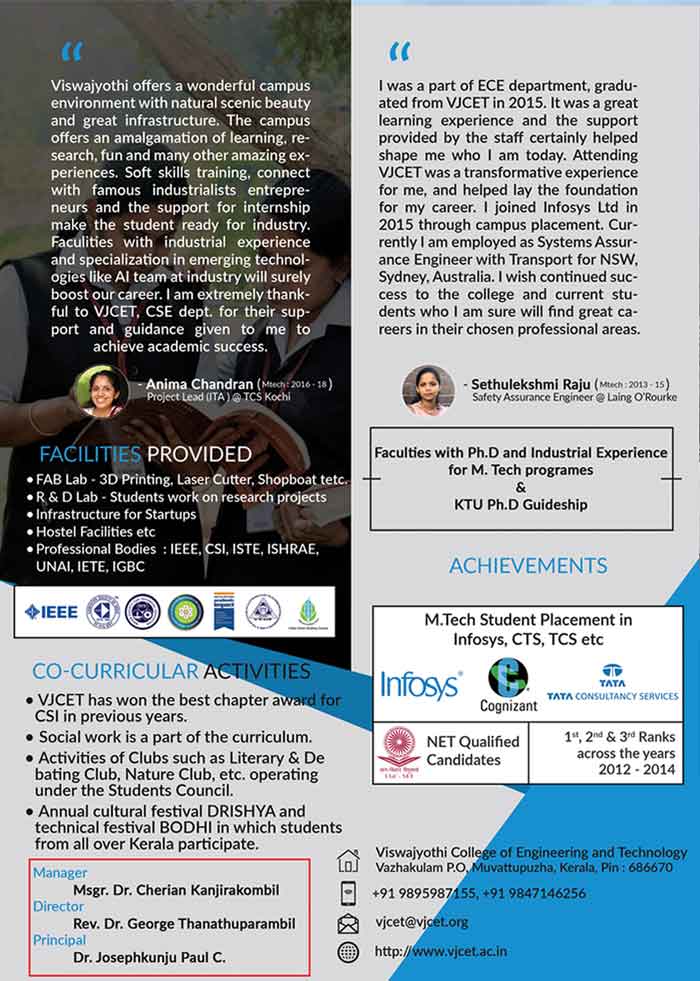 “
Viswajyothi offers a wonderful campus
environment with natural scenic beauty
and great infrastructure. The campus
offers an amalgamation of learning, re-
search, fun and many other amazing ex-
periences. Soft skills training, connect
with famous industrialists entrepre-
neurs and the support for internship
make the student ready for industry.
Faculities with industrial experience
and specialization in emerging technol-
ogies like AI team at industry will surely
boost our career. I am extremely thank-
ful to VJCET, CSE dept. for their sup-
port and guidance given to me to
achieve academic success.
- Anima Chandran ( Mtech : 2016 - 18 )
Project Lead (ITA ) @ TCS Kochi
FACILITIES PROVIDED
• FAB Lab - 3D Printing, Laser Cutter, Shopboat tetc.
• R & D Lab - Students work on research projects
• Infrastructure for Startups
• Hostel Facilities etc
• Professional Bodies : IEEE, CSI, ISTE, ISHRAE,
UNAI, IETE, IGBC
IEEE
CO-CURRICULAR ACTIVITIES
• VJCET has won the best chapter award for
CSI in previous years.
• Social work is a part of the curriculum.
• Activities of Clubs such as Literary & De
bating Club, Nature Club, etc. operating
under the Students Council.
• Annual cultural festival DRISHYA and
technical festival BODHI in which students
from all over Kerala participate.
Manager
Msgr. Dr. Cherian Kanjirakombil
Director
Rev. Dr. George Thanathuparambil
Principal
Dr. Josephkunju Paul C.
“
I was a part of ECE department, gradu-
ated from VJCET in 2015. It was a great
learning experience and the support
provided by the staff certainly helped
shape me who I am today. Attending
VJCET was a transformative experience
for me, and helped lay the foundation
for my career. I joined Infosys Ltd in
2015 through campus placement. Cur-
rently I am employed as Systems Assur-
ance Engineer with Transport for NSW,
Sydney, Australia. I wish continued suc-
cess to the college and current stu-
dents who I am sure will find great ca-
reers in their chosen professional areas.
- Sethulekshmi Raju ( Mtech : 2013 - 15 )
Safety Assurance Engineer @ Laing O'Rourke
Faculties with Ph.D and Industrial Experience
for M. Tech programes
&
KTU Ph.D Guideship
ACHIEVEMENTS
M.Tech Student Placement in
Infosys, CTS, TCS etc
Infosys®
Cognizant
TATA
TATA CONSULTANCY SERVICES
NET Qualified
Candidates
1st, 2nd & 3rd Ranks
across the years
2012 - 2014
Viswajyothi College of Engineering and Technology
Vazhakulam P.O, Muvattupuzha, Kerala, Pin : 686670
+91 9895987155, +91 9847146256
vjcet@vjcet.org
http://www.vjcet.ac.in